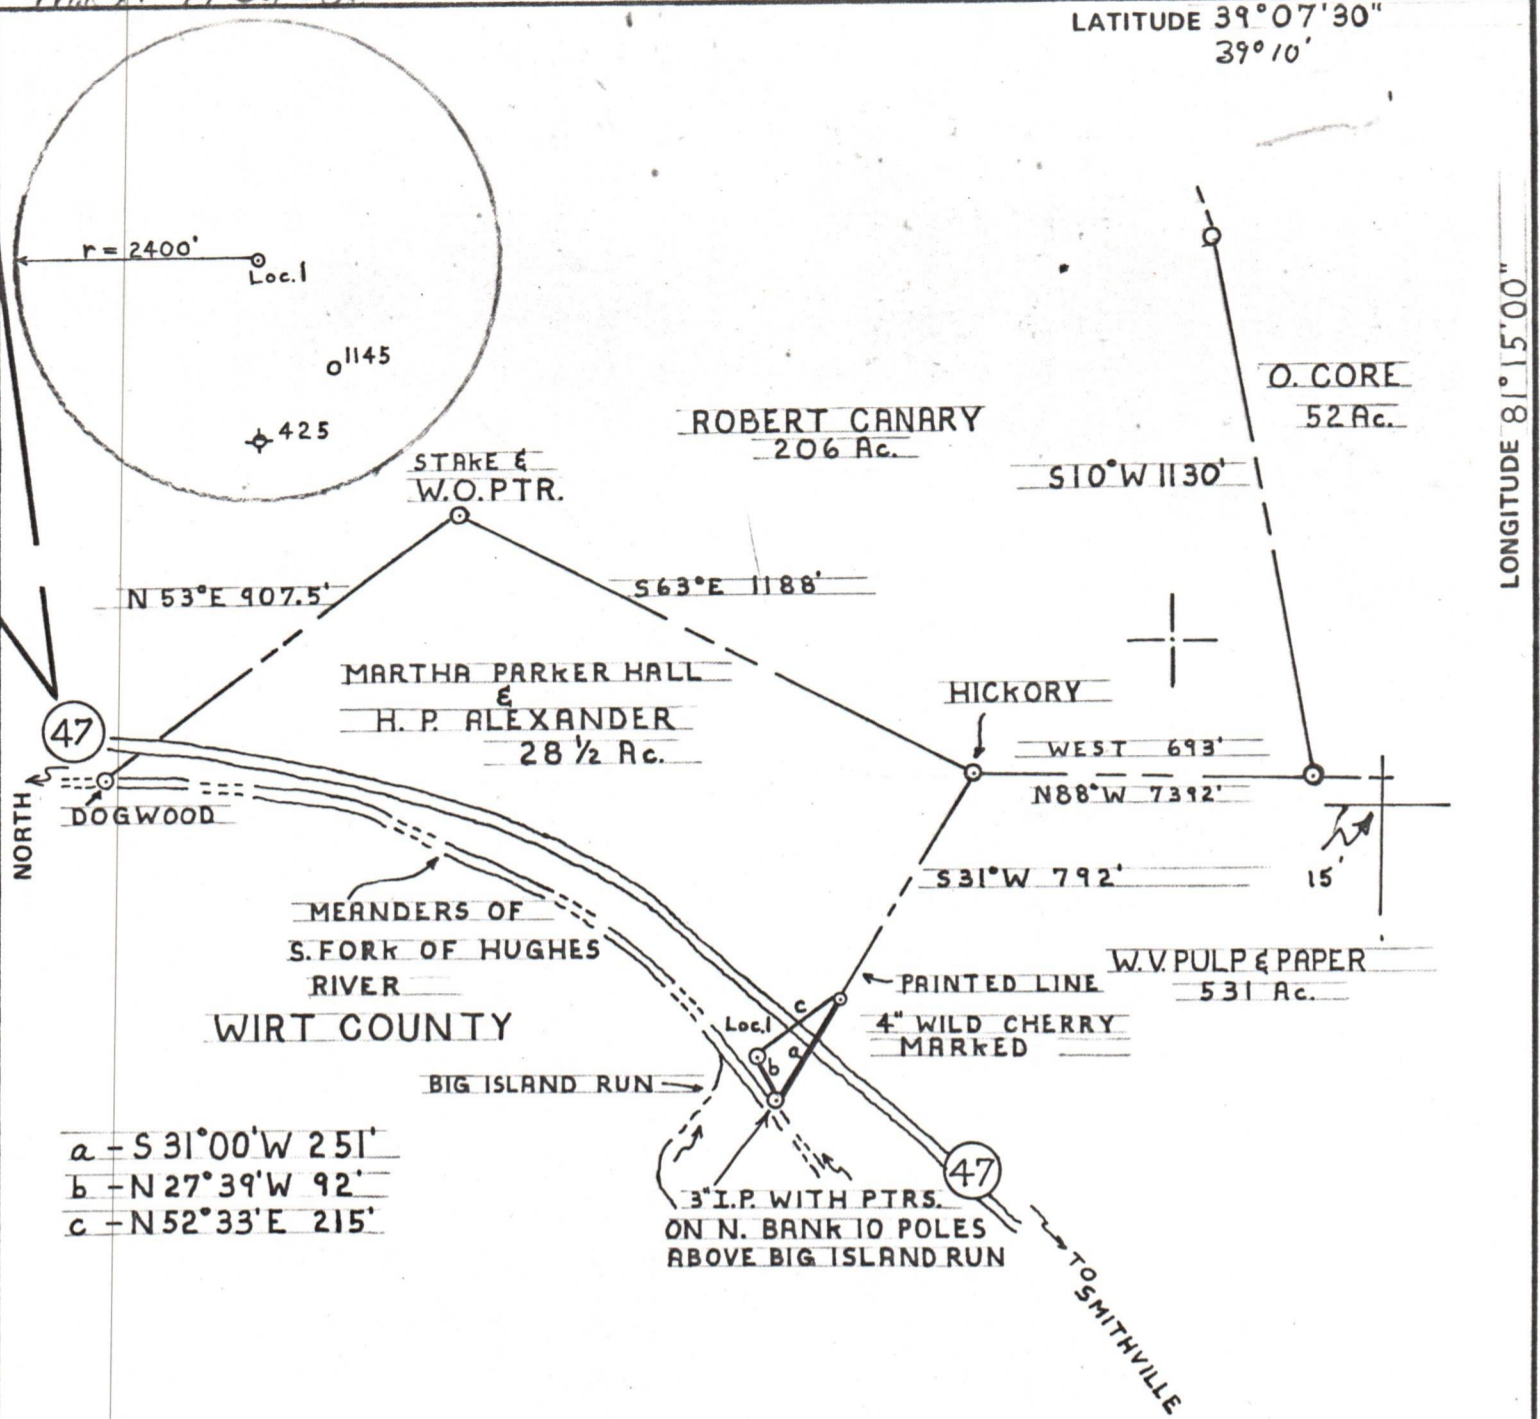 LATITUDE 39°07'30"
39°10'
LONGITUDE 81°15'00"
r = 2400'
Loc.1
1145
425
STAKE &
W.O.PTR.
ROBERT CANARY
206 Ac.
O. CORE
52 Ac.
S10°W 1130'
N 53°E 907.5'
S63°E 1188'
MARTHA PARKER HALL
&
H. P. ALEXANDER
28 ½ Ac.
HICKORY
47
WEST 693'
N88°W 7392'
NORTH
DOGWOOD
S31°W 792'
15'
MEANDERS OF
S. FORK OF HUGHES
RIVER
W.V. PULP & PAPER
531 Ac.
PAINTED LINE
WIRT COUNTY
c
Loc.1
4" WILD CHERRY
MARKED
a
b
BIG ISLAND RUN
a - S 31°00'W 251'
b - N 27°39'W 92'
c - N 52°33'E 215'
47
3" I.P. WITH PTRS.
ON N. BANK 10 POLES
ABOVE BIG ISLAND RUN
TO SMITHVILLE